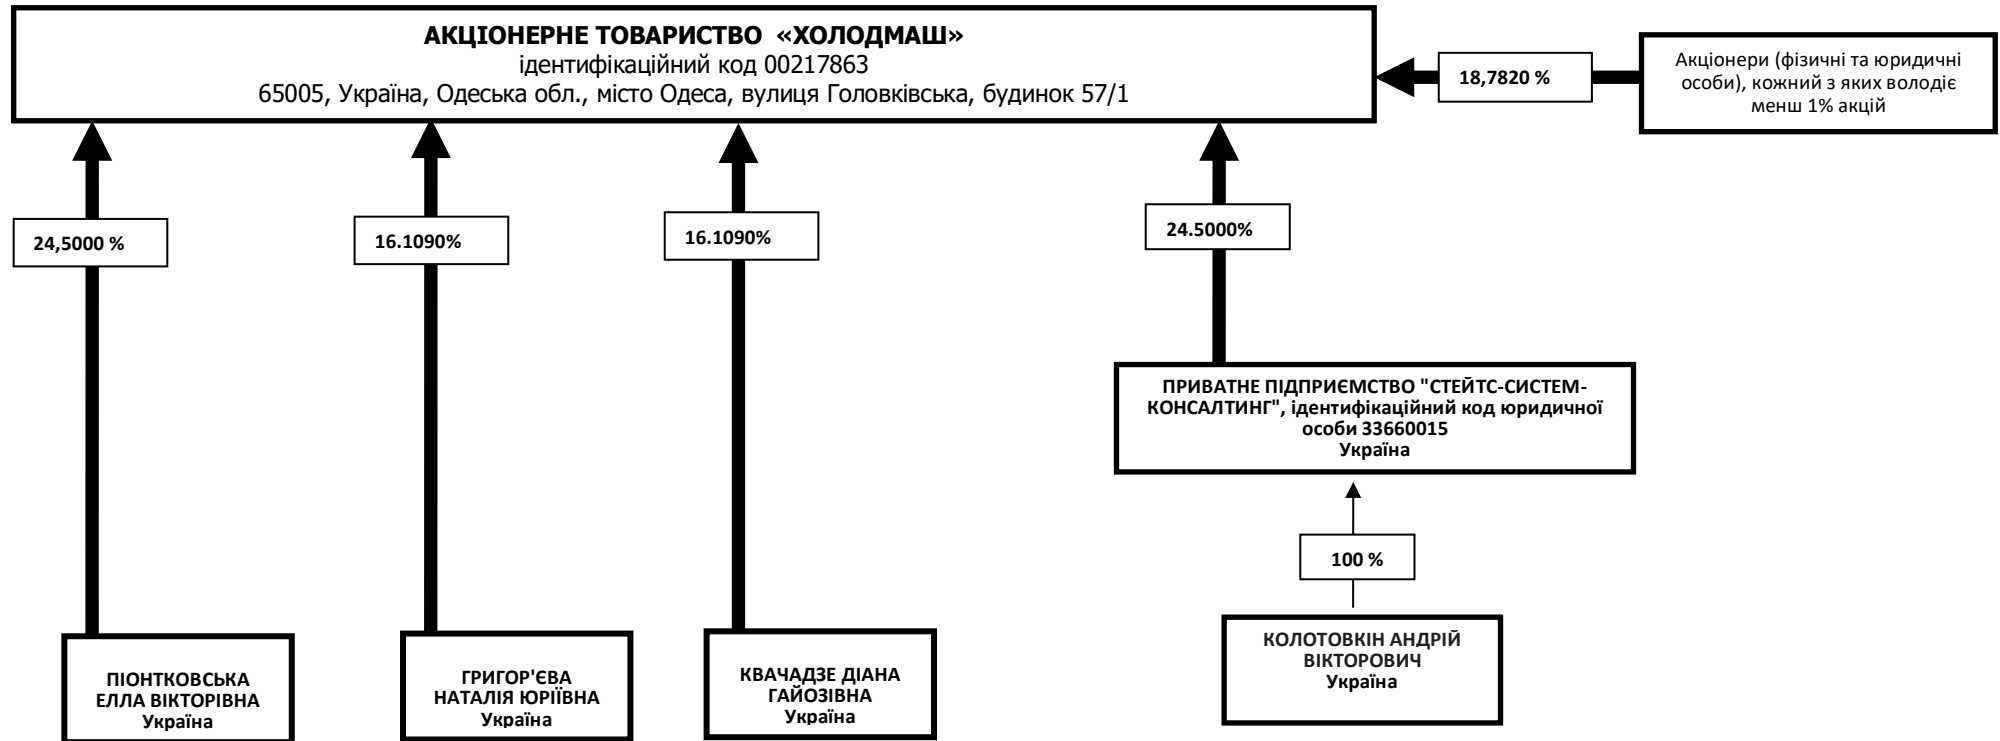 АКЦІОНЕРНЕ ТОВАРИСТВО «ХОЛОДМАШ»
ідентифікаційний код 00217863
65005, Україна, Одеська обл., місто Одеса, вулиця Головківська, будинок 57/1
18,7820 %
Акціонери (фізичні та юридичні
особи), кожний з яких володіє
менш 1% акцій
24,5000 %
16.1090%
16.1090%
24.5000%
ПРИВАТНЕ ПІДПРИЄМСТВО "СТЕЙТС-СИСТЕМ-
КОНСАЛТИНГ", ідентифікаційний код юридичної
особи 33660015
Україна
100 %
ПІОНТКОВСЬКА
ЕЛЛА ВІКТОРІВНА
Україна
ГРИГОР'ЄВА
НАТАЛІЯ ЮРІЇВНА
Україна
КВАЧАДЗЕ ДІАНА
ГАЙОЗІВНА
Україна
КОЛОТОВКІН АНДРІЙ
ВІКТОРОВИЧ
Україна